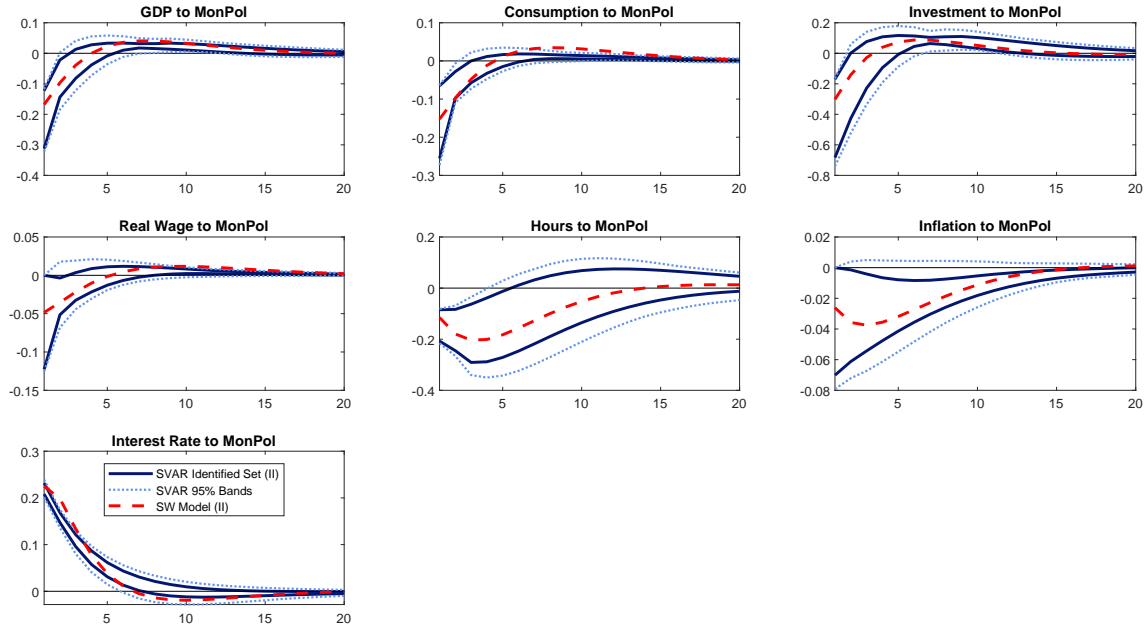 GDP to MonPol
0.1
0
-0.1
-0.2
-0.3
-0.4
5 10 15 20
Consumption to MonPol
0.1
0
-0.1
-0.2
-0.3
5 10 15 20
Investment to MonPol
0.2
0
-0.2
-0.4
-0.6
-0.8
5 10 15 20
Real Wage to MonPol
0.05
0
-0.05
-0.1
-0.15
5 10 15 20
Hours to MonPol
0.2
0
-0.2
-0.4
5 10 15 20
Inflation to MonPol
0.02
0
-0.02
-0.04
-0.06
-0.08
5 10 15 20
Interest Rate to MonPol
0.3
0.2
0.1
0
SVAR Identified Set (II)
SVAR 95% Bands
SW Model (II)
5 10 15 20